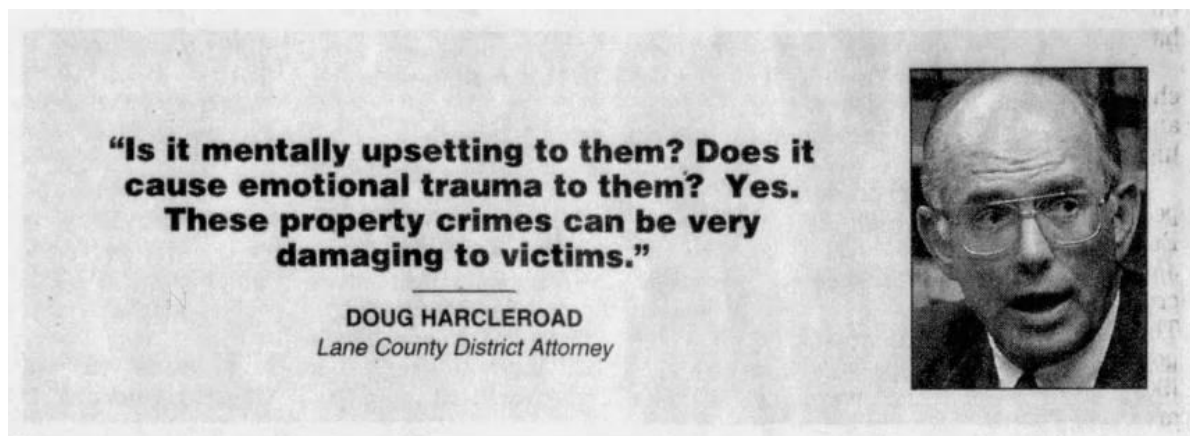 “Is it mentally upsetting to them? Does it
cause emotional trauma to them? Yes.
These property crimes can be very
damaging to victims.”
DOUG HARCLEROAD
Lane County District Attorney